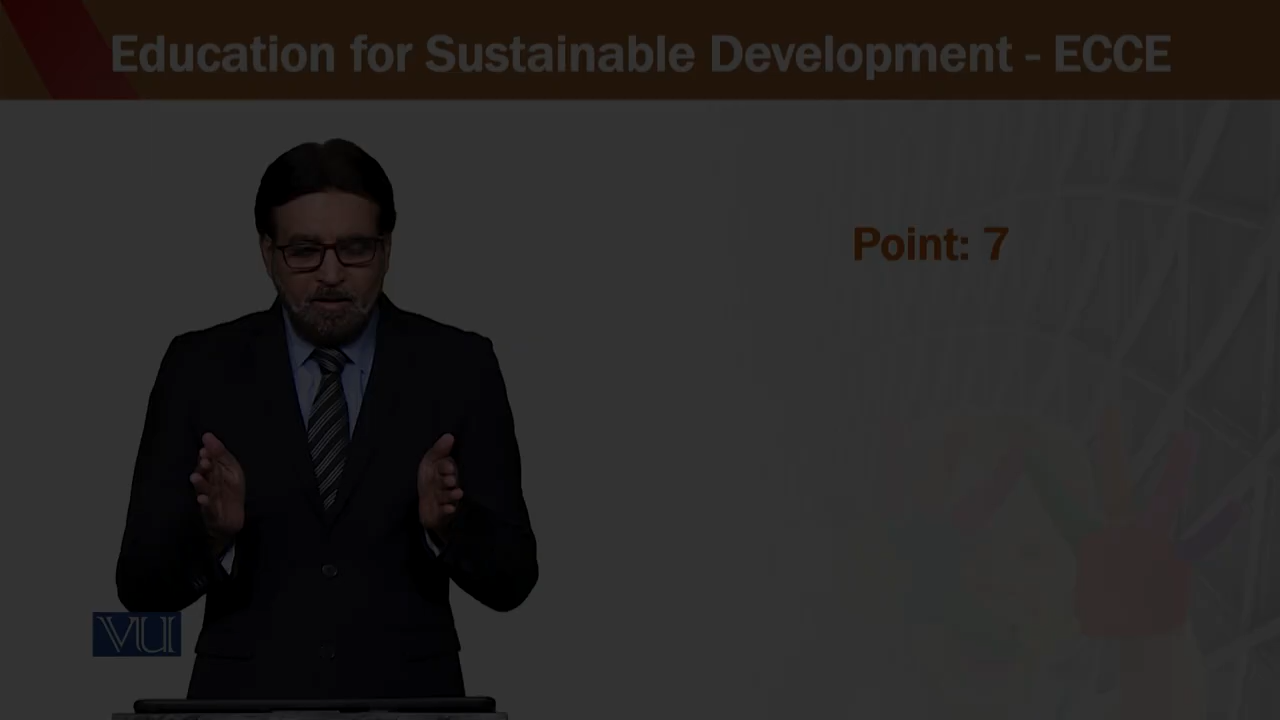 Education for Sustainable Development - ECCE
Point: 7
VU